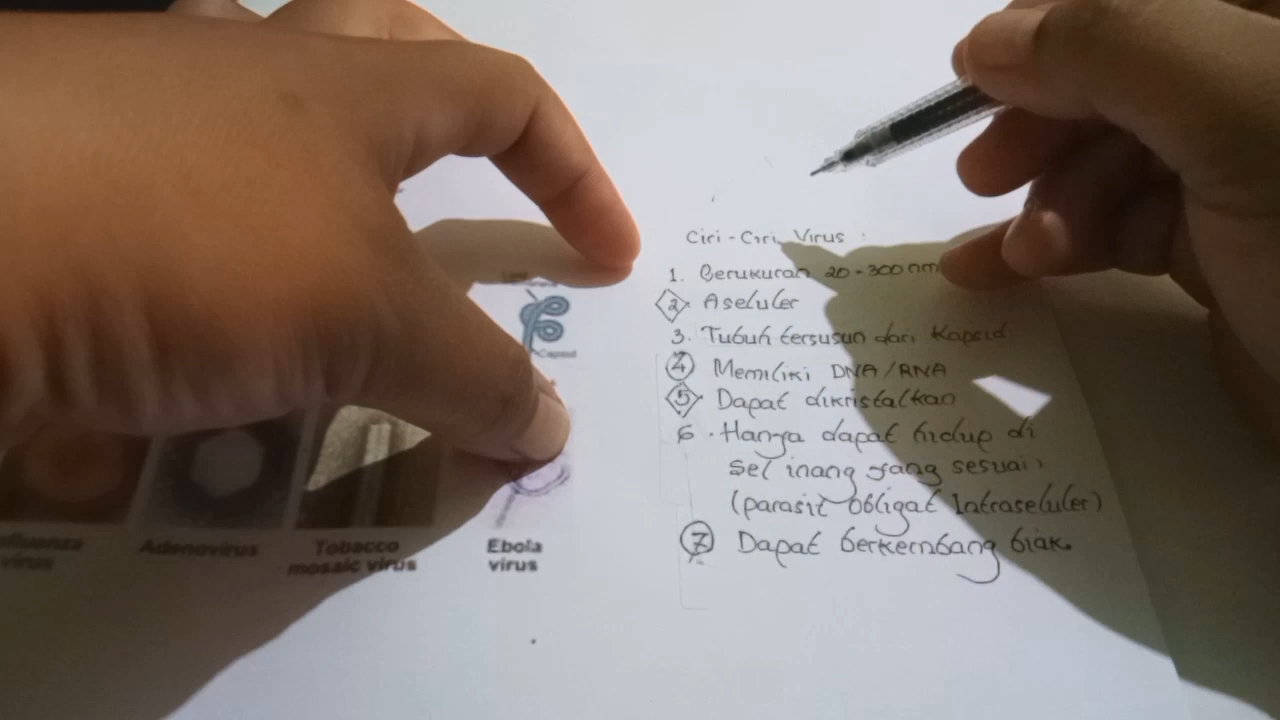 Ciri-Ciri Virus :
1. Berukuran 20-300 nm
2. Aseluler
3. Tubuh tersusun dari Kapsid
4. Memiliki DNA/RNA
5. Dapat dikristalkan
6. Hanya dapat hidup di
sel inang yang sesuai
(parasit obligat Intraseluler)
7. Dapat berkembang biak.
Capsid
Adenovirus
Tobacco
mosaic virus
Ebola
virus
virus